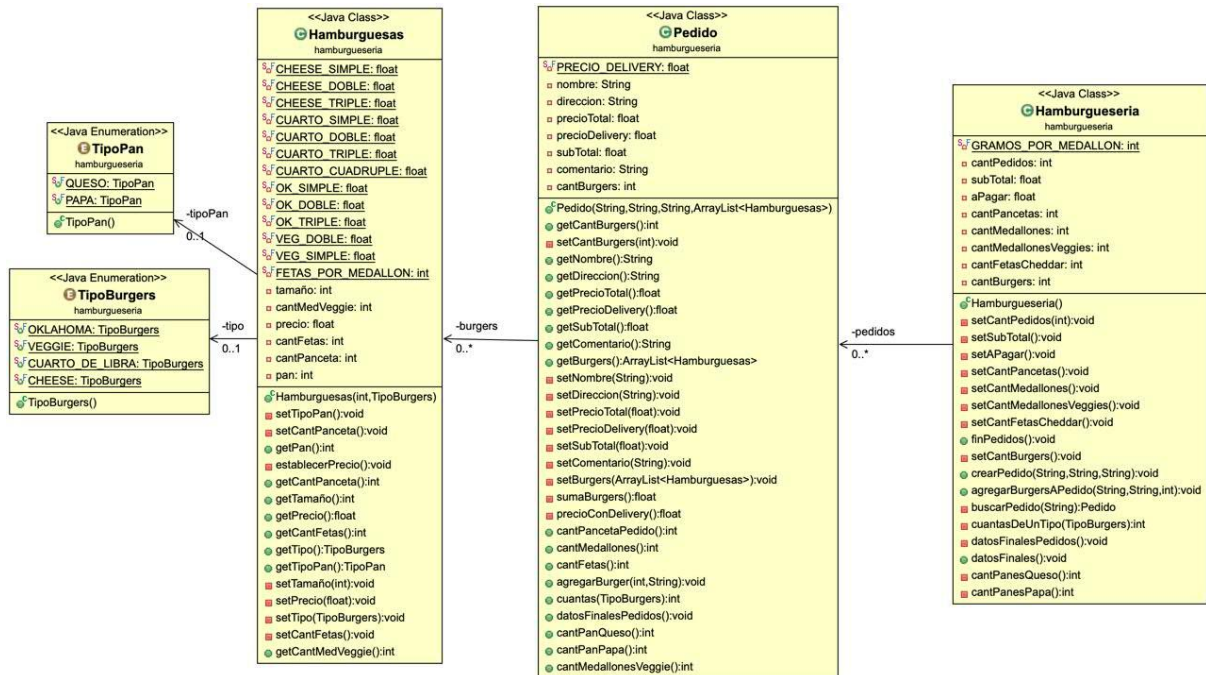 <<Java Enumeration>>
TipoPan
hamburgueseria
QUESO: TipoPan
PAPA: TipoPan
TipoPan()
<<Java Enumeration>>
TipoBurgers
hamburgueseria
OKLAHOMA: TipoBurgers
VEGGIE: TipoBurgers
CUARTO_DE_LIBRA: TipoBurgers
CHEESE: TipoBurgers
TipoBurgers()
-tipoPan
0..1
-tipo
0..1
<<Java Class>>
Hamburguesas
hamburgueseria
CHEESE_SIMPLE: float
CHEESE_DOBLE: float
CHEESE_TRIPLE: float
CUARTO_SIMPLE: float
CUARTO_DOBLE: float
CUARTO_TRIPLE: float
CUARTO_CUADRUPLE: float
OK_SIMPLE: float
OK_DOBLE: float
OK_TRIPLE: float
VEG_DOBLE: float
VEG_SIMPLE: float
FETAS_POR_MEDALLON: int
tamaño: int
cantMedVeggie: int
precio: float
cantFetas: int
cantPanceta: int
pan: int
Hamburguesas(int,TipoBurgers)
setTipoPan():void
setCantPanceta():void
getPan():int
establecerPrecio():void
getCantPanceta():int
getTamaño():int
getPrecio():float
getCantFetas():int
getTipo():TipoBurgers
getTipoPan():TipoPan
setTamaño(int):void
setPrecio(float):void
setTipo(TipoBurgers):void
setCantFetas():void
getCantMedVeggie():int
-burgers
0..*
<<Java Class>>
Pedido
hamburgueseria
PRECIO_DELIVERY: float
nombre: String
direccion: String
precioTotal: float
precioDelivery: float
subTotal: float
comentario: String
cantBurgers: int
Pedido(String,String,String,ArrayList<Hamburguesas>)
getCantBurgers():int
setCantBurgers(int):void
getNombre():String
getDireccion():String
getPrecioTotal():float
getPrecioDelivery():float
getSubTotal():float
getComentario():String
getBurgers():ArrayList<Hamburguesas>
setNombre(String):void
setDireccion(String):void
setPrecioTotal(float):void
setPrecioDelivery(float):void
setSubTotal(float):void
setComentario(String):void
setBurgers(ArrayList<Hamburguesas>):void
sumaBurgers():float
precioConDelivery():float
cantPancetaPedido():int
cantMedallones():int
cantFetas():int
agregarBurger(int,String):void
cuantas(TipoBurgers):int
datosFinalesPedidos():void
cantPanQueso():int
cantPanPapa():int
cantMedallonesVeggie():int
-pedidos
0..*
<<Java Class>>
Hamburgueseria
hamburgueseria
GRAMOS_POR_MEDALLON: int
cantPedidos: int
subTotal: float
aPagar: float
cantPancetas: int
cantMedallones: int
cantMedallonesVeggies: int
cantFetasCheddar: int
cantBurgers: int
Hamburgueseria()
setCantPedidos(int):void
setSubTotal():void
setAPagar():void
setCantPancetas():void
setCantMedallones():void
setCantMedallonesVeggies():void
setCantFetasCheddar():void
finPedidos():void
setCantBurgers():void
crearPedido(String,String,String):void
agregarBurgersAPedido(String,String,int):void
buscarPedido(String):Pedido
cuantasDeUnTipo(TipoBurgers):int
datosFinalesPedidos():void
datosFinales():void
cantPanesQueso():int
cantPanesPapa():int